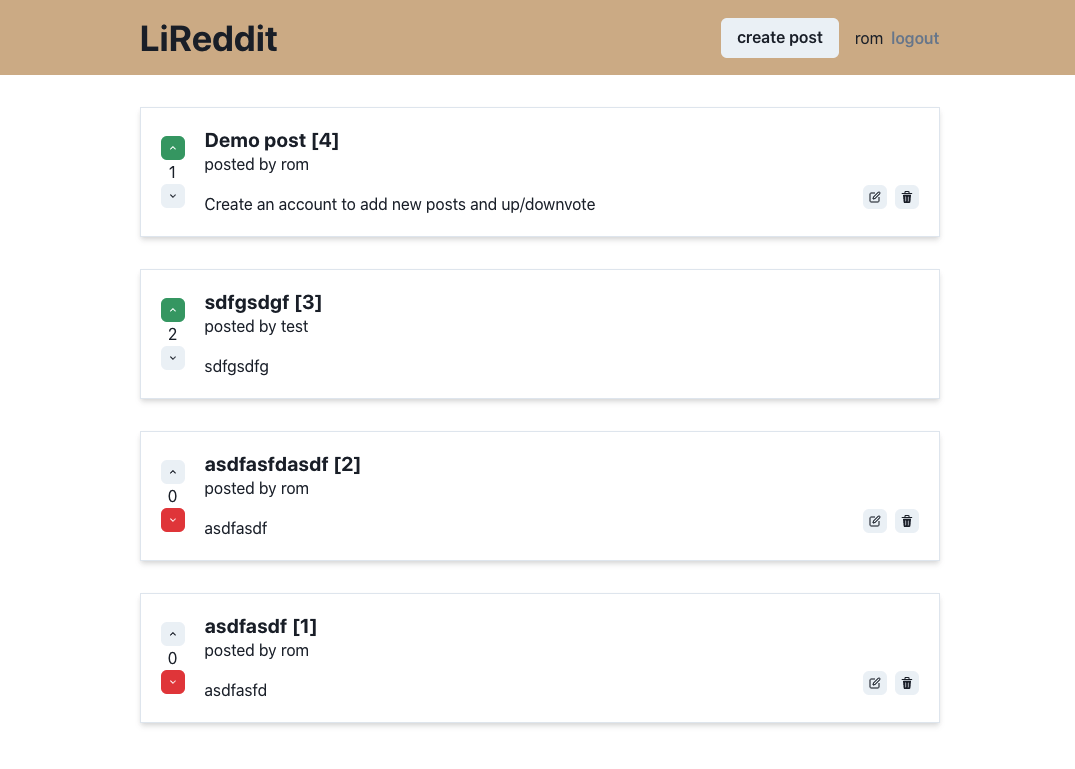 LiReddit
create post rom logout
Demo post [4]
posted by rom
1
Create an account to add new posts and up/downvote
sdfgsdgf [3]
posted by test
2
sdfgsdfg
asdfasfdasdf [2]
posted by rom
0
asdfasdf
asdfasdf [1]
posted by rom
0
asdfasfd